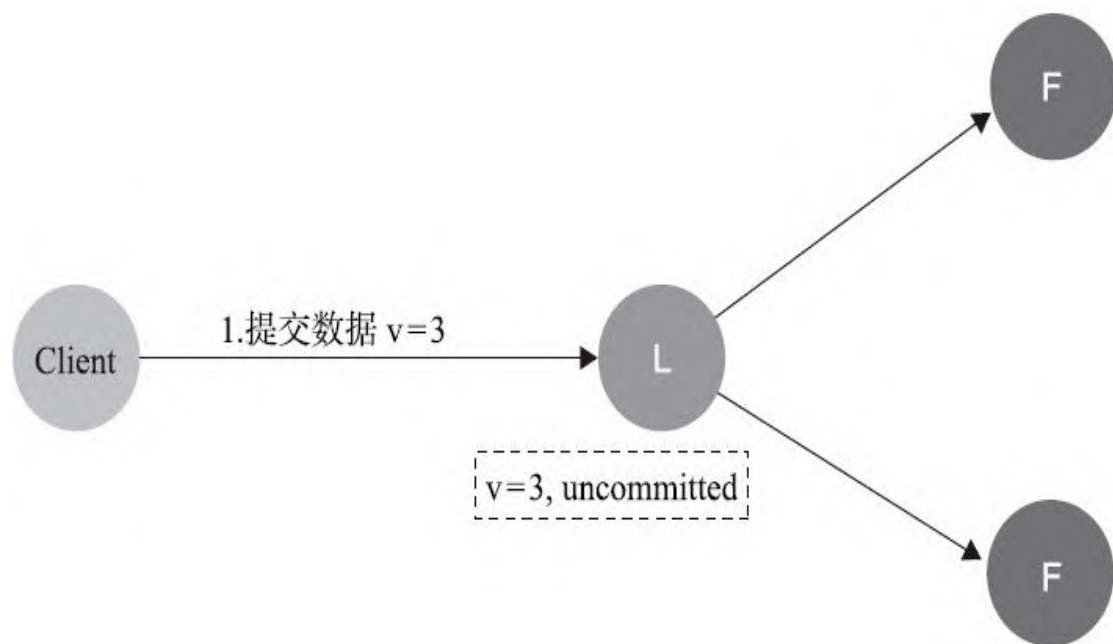 F
Client
1.提交数据 v=3
L
v=3, uncommitted
F